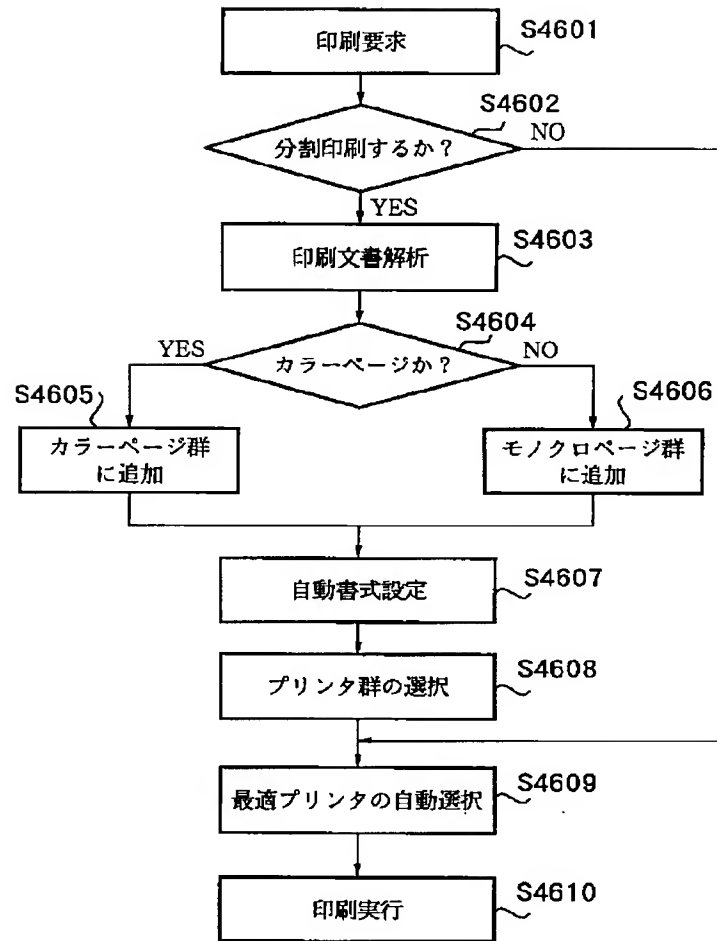 印刷要求
S4601
S4602
分割印刷するか？
NO
YES
印刷文書解析
S4603
S4604
YES
カラーページか？
NO
S4605
S4606
カラーページ群
に追加
モノクロページ群
に追加
自動書式設定
S4607
プリンタ群の選択
S4608
最適プリンタの自動選択
S4609
印刷実行
S4610